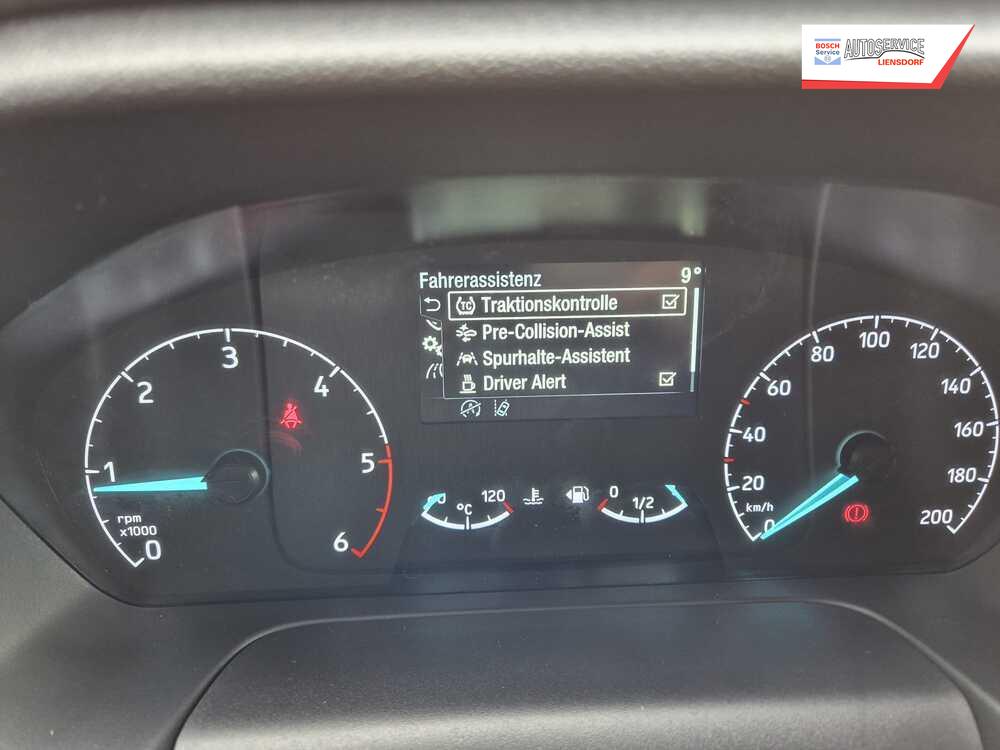 BOSCH
Service
AUTOSERVICE
LIENSDORF
Fahrerassistenz 9°
TC Traktionskontrolle
Pre-Collision-Assist
Spurhalte-Assistent
Driver Alert
0 1 2 3 4 5 6
rpm
x1000
120
°C
0 1/2
0 20 40 60 80 100 120 140 160 180 200
km/h